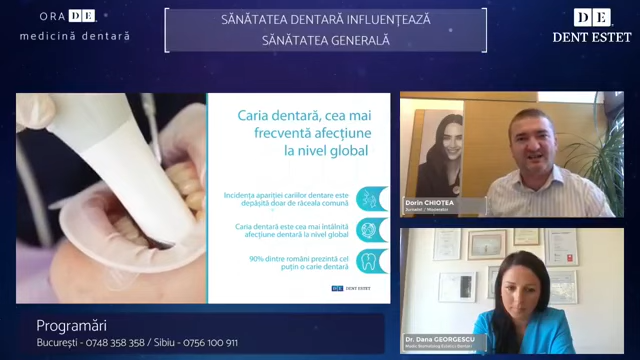 ORA DE.
medicină dentară
SĂNĂTATEA DENTARĂ INFLUENŢEAZĂ
SĂNĂTATEA GENERALĂ
DE
DENT ESTET
Caria dentară, cea mai
frecventă afecțiune
la nivel global
Incidența apariției cariilor dentare este
depășită doar de răceala comună
Caria dentară este cea mai întâlnită
afecțiune dentară la nivel global
90% dintre români prezintă cel
puțin o carie dentară
DE DENT ESTET
Dorin CHIOTEA
Jurnalist / Moderator
Dr. Dana GEORGESCU
Programări
București - 0748 358 358 / Sibiu - 0756 100 911